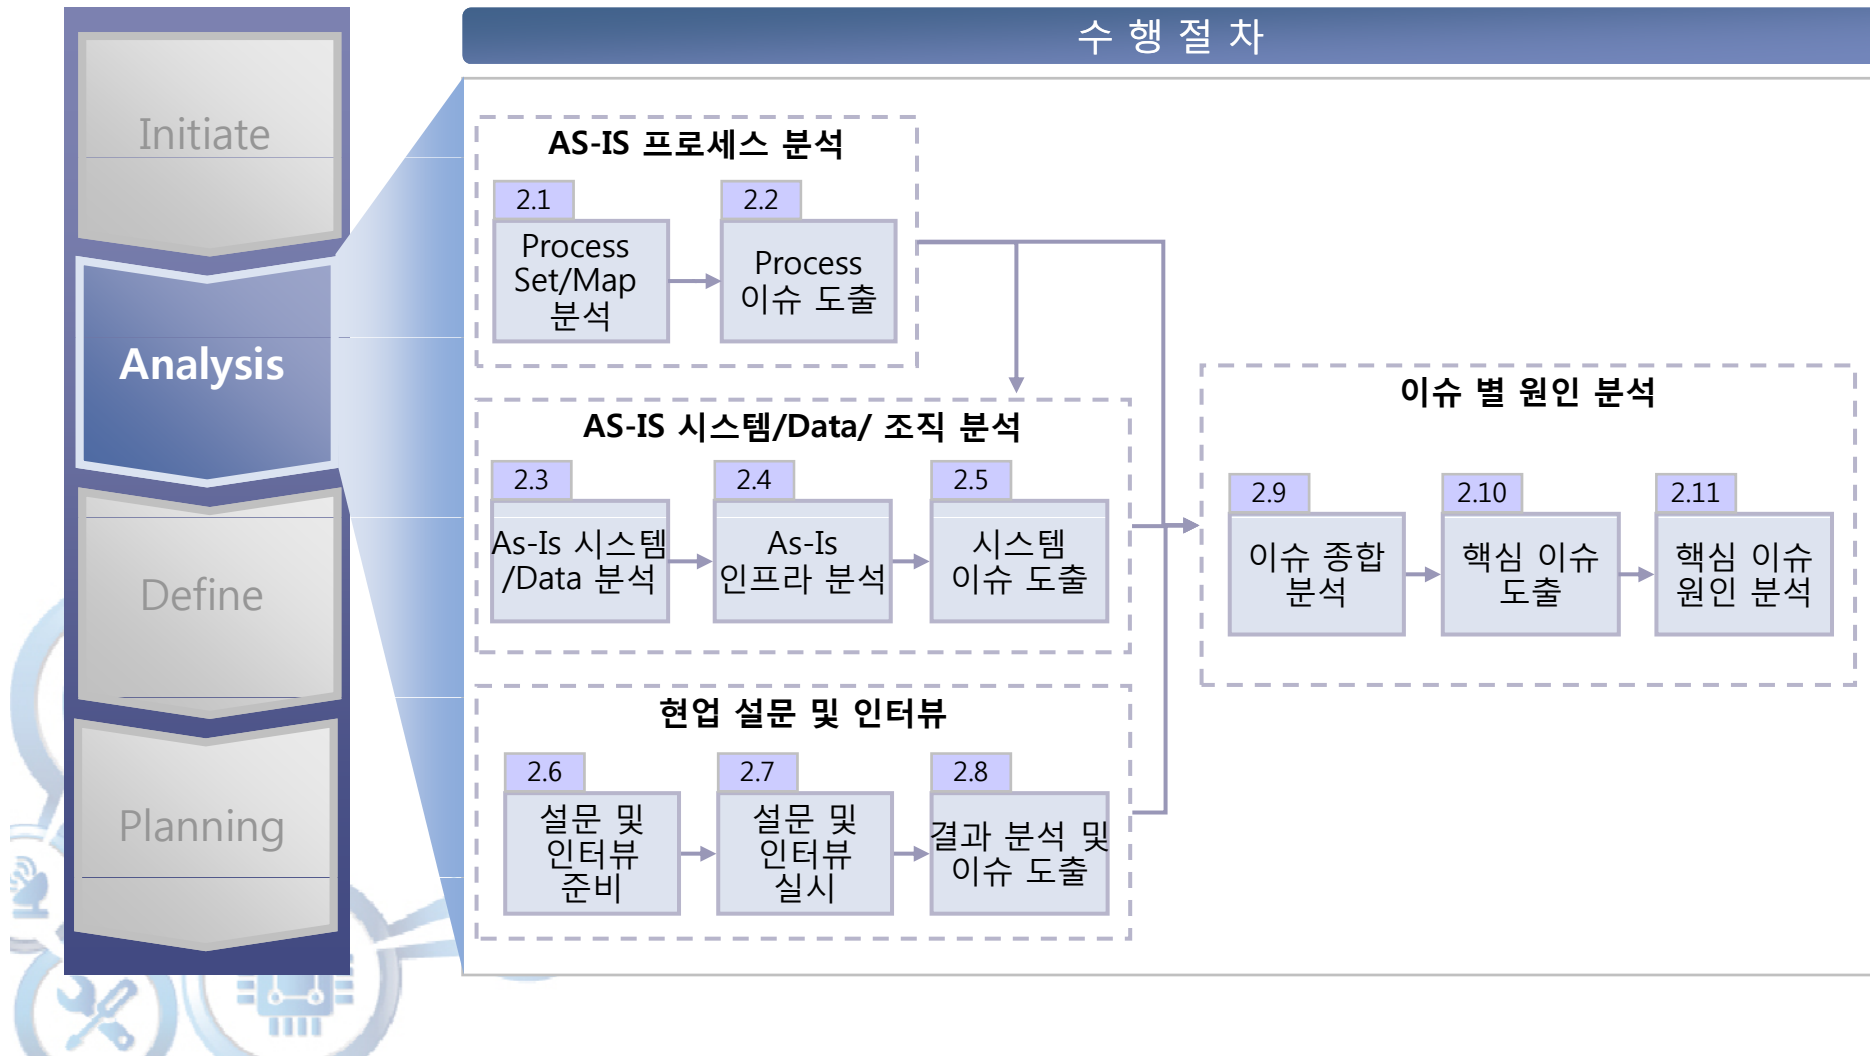 수행절차
Initiate
Analysis
Define
Planning
AS-IS 프로세스 분석
2.1
Process
Set/Map
분석
2.2
Process
이슈 도출
AS-IS 시스템/Data/ 조직 분석
2.3
As-Is 시스템
/Data 분석
2.4
As-Is
인프라 분석
2.5
시스템
이슈 도출
현업 설문 및 인터뷰
2.6
설문 및
인터뷰
준비
2.7
설문 및
인터뷰
실시
2.8
결과 분석 및
이슈 도출
이슈 별 원인 분석
2.9
이슈 종합
분석
2.10
핵심 이슈
도출
2.11
핵심 이슈
원인 분석